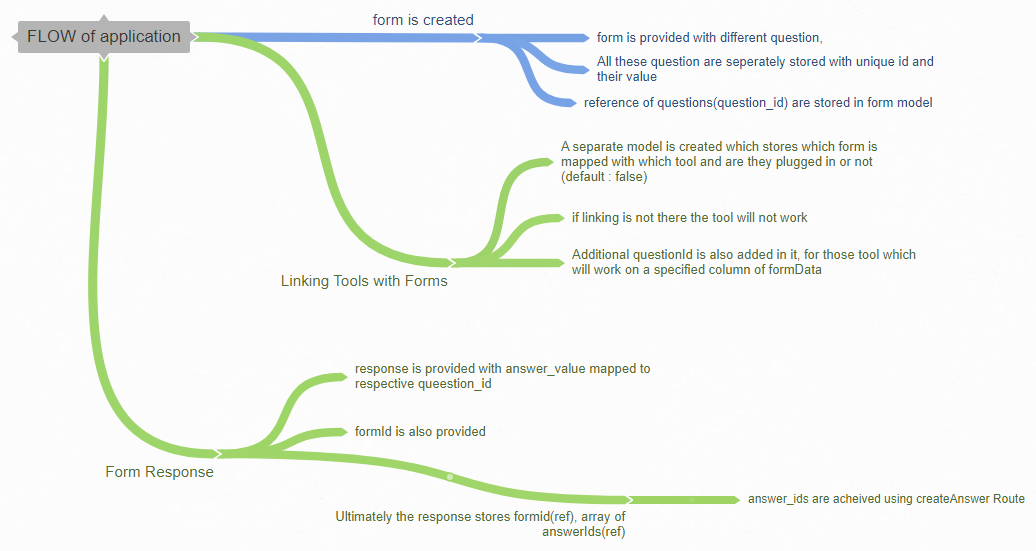 FLOW of application
form is created
form is provided with different question,
All these question are seperately stored with unique id and
their value
reference of questions(question_id) are stored in form model
A separate model is created which stores which form is
mapped with which tool and are they plugged in or not
(default : false)
if linking is not there the tool will not work
Additional questionId is also added in it, for those tool which
will work on a specified column of formData
Linking Tools with Forms
response is provided with answer_value mapped to
respective queestion_id
formId is also provided
Form Response
answer_ids are acheived using createAnswer Route
Ultimately the response stores formid(ref), array of
answerIds(ref)